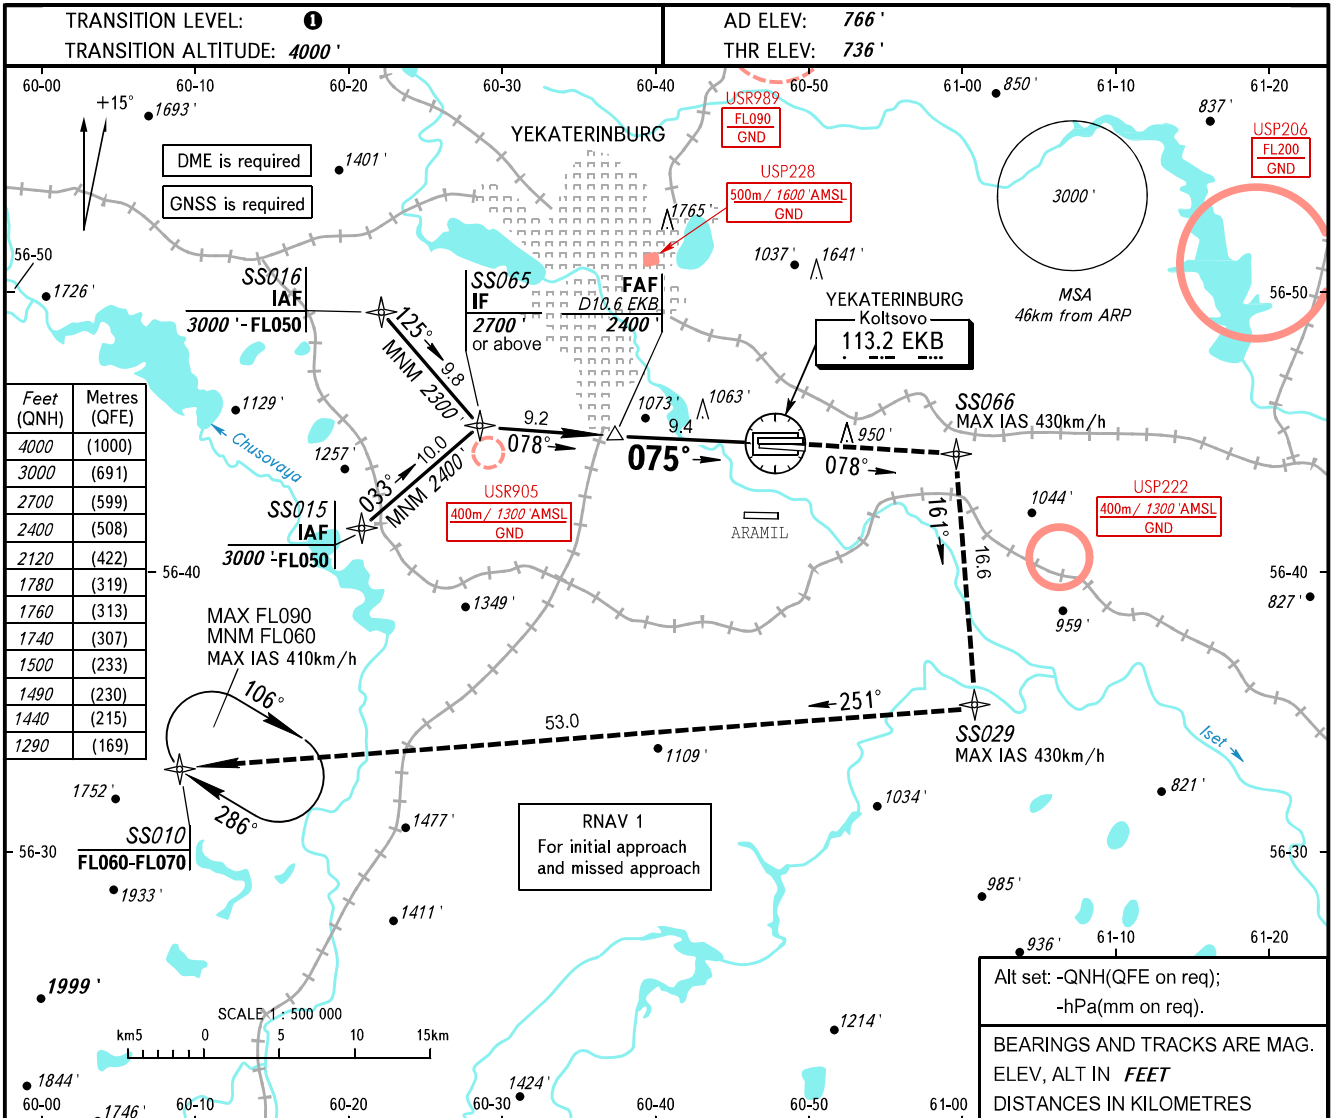 TRANSITION LEVEL: ❶
TRANSITION ALTITUDE: 4000 '
AD ELEV: 766 '
THR ELEV: 736 '
60-00 60-10 60-20 60-30 60-40 61-00 61-10 61-20
+15°
1693 '
1401 '
DME is required
GNSS is required
YEKATERINBURG
USR989
FL090
GND
USP228
500m / 1600 'AMSL
GND
850 '
837 '
USP206
FL200
GND
3000 '
MSA
46km from ARP
1765 '
1037 '
1641 '
56-50
1726 '
56-50
SS016
IAF
3000 '-FL050
SS065
IF
2700 '
or above
FAF
D10.6 EKB
2400 '
YEKATERINBURG
Koltsovo
113.2 EKB
125° 9.8
MNM 2300 '
Feet
(QNH)
Metres
(QFE)
4000 (1000)
3000 (691)
2700 (599)
2400 (508)
2120 (422)
1780 (319)
1760 (313)
1740 (307)
1500 (233)
1490 (230)
1440 (215)
1290 (169)
1129 '
Chusovaya
1257 '
9.2
078°
1073 '
1063 '
9.4
075°
950 '
078°
SS066
MAX IAS 430km/h
033° 10.0
MNM 2400 '
USR905
400m / 1300 'AMSL
GND
SS015
IAF
3000 '-FL050
ARAMIL
161°
16.6
1044 '
USP222
400m / 1300 'AMSL
GND
56-40
56-40
1349 '
959 '
827 '
MAX FL090
MNM FL060
MAX IAS 410km/h
106°
286°
53.0
251°
SS029
MAX IAS 430km/h
Iset
1109 '
1752 '
SS010
FL060-FL070
1477 '
1034 '
821 '
RNAV 1
For initial approach
and missed approach
56-30
56-30
1933 '
1411 '
985 '
936 '
61-10 61-20
1999 '
SCALE 1 : 500 000
km5 0 5 10 15km
1214 '
Alt set: -QNH(QFE on req);
-hPa(mm on req).
BEARINGS AND TRACKS ARE MAG.
ELEV, ALT IN FEET
DISTANCES IN KILOMETRES
1844 '
1424 '
60-00 60-10 60-30 60-40 60-50 61-00
1746 '